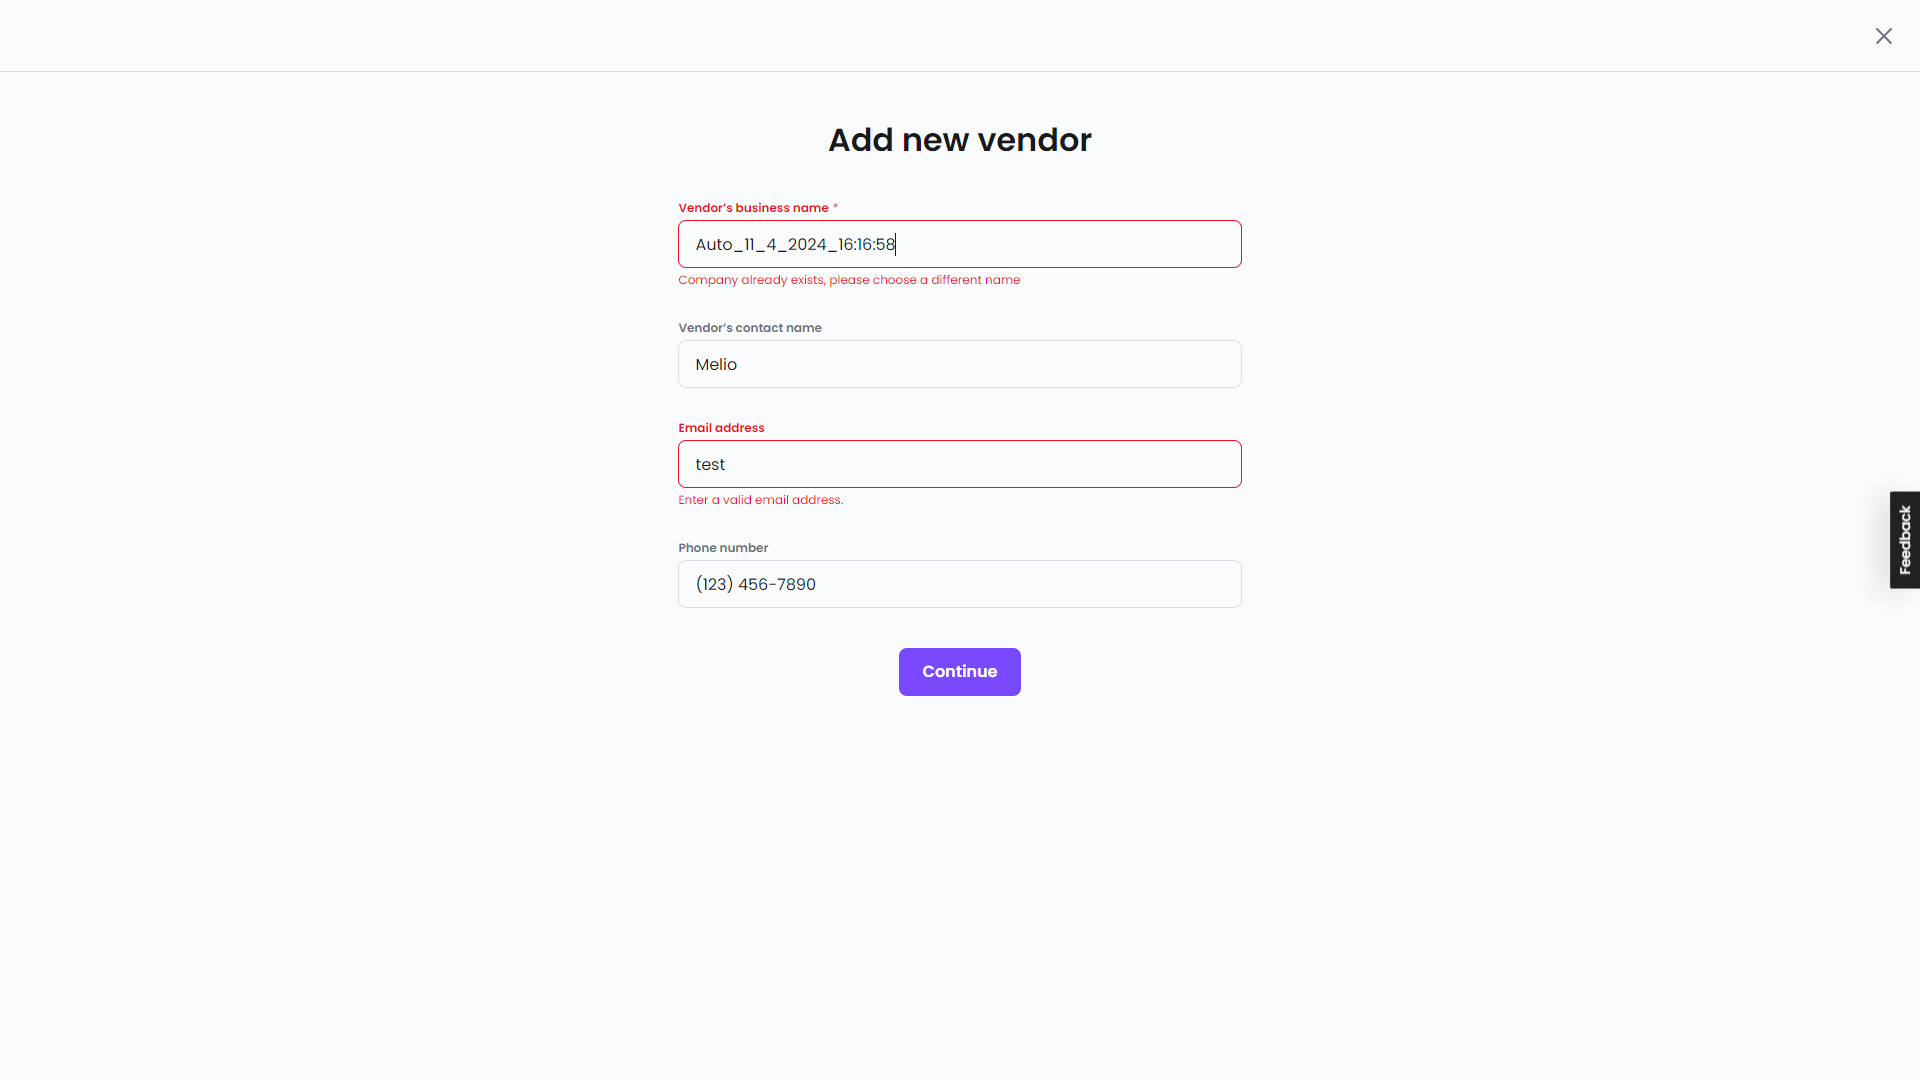 Add new vendor
Vendor’s business name *
Auto_11_4_2024_16:16:58
Company already exists, please choose a different name
Vendor’s contact name
Melio
Email address
test
Enter a valid email address.
Phone number
(123) 456-7890
Continue
Feedback